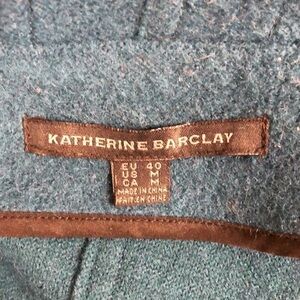 KATHERINE BARCLAY
EU 40
US M
CA M
MADE IN CHINA
FAIT EN CHINE